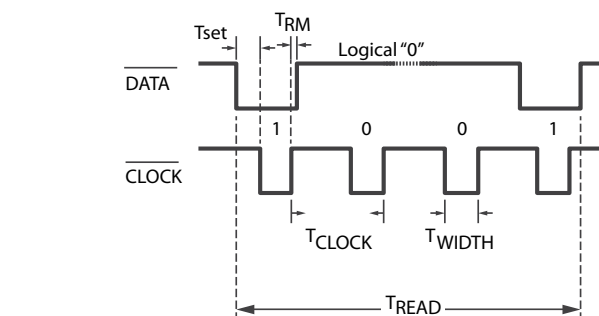 Tset
TRM
Logical “0”
DATA
1 0 0 1
CLOCK
TCLOCK
TWIDTH
TREAD